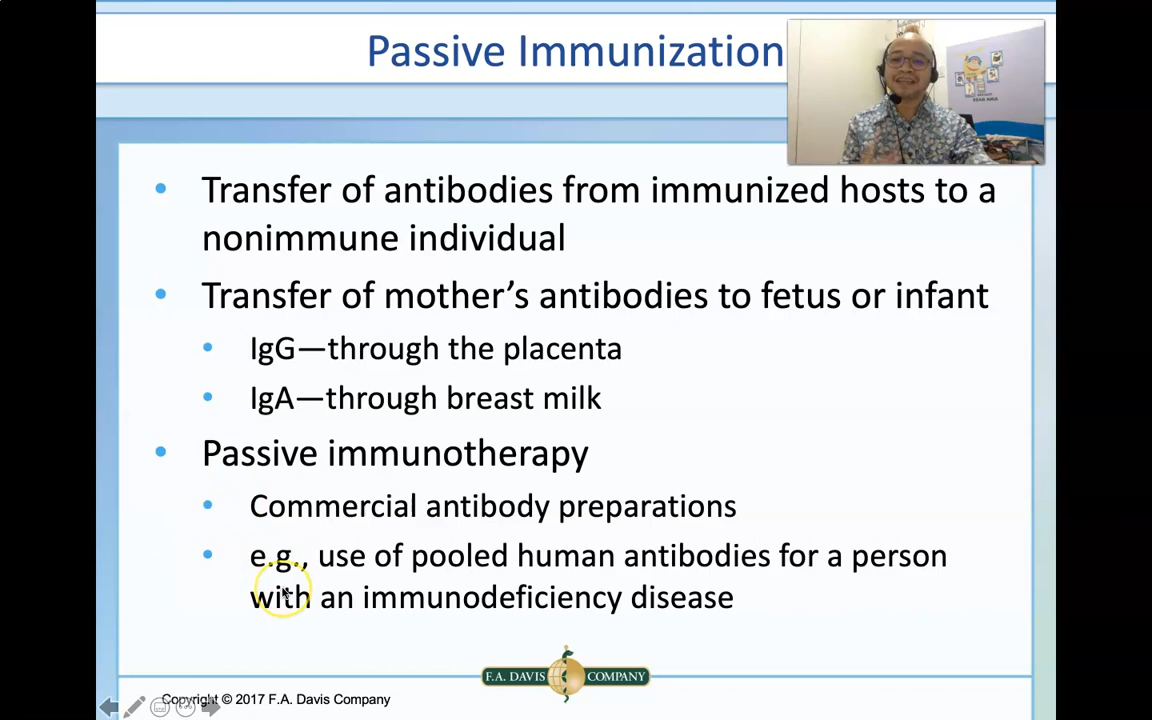 Passive Immunization
Transfer of antibodies from immunized hosts to a
nonimmune individual
Transfer of mother’s antibodies to fetus or infant
IgG—through the placenta
IgA—through breast milk
Passive immunotherapy
Commercial antibody preparations
e.g., use of pooled human antibodies for a person
with an immunodeficiency disease
F.A. DAVIS COMPANY
Copyright © 2017 F.A. Davis Company